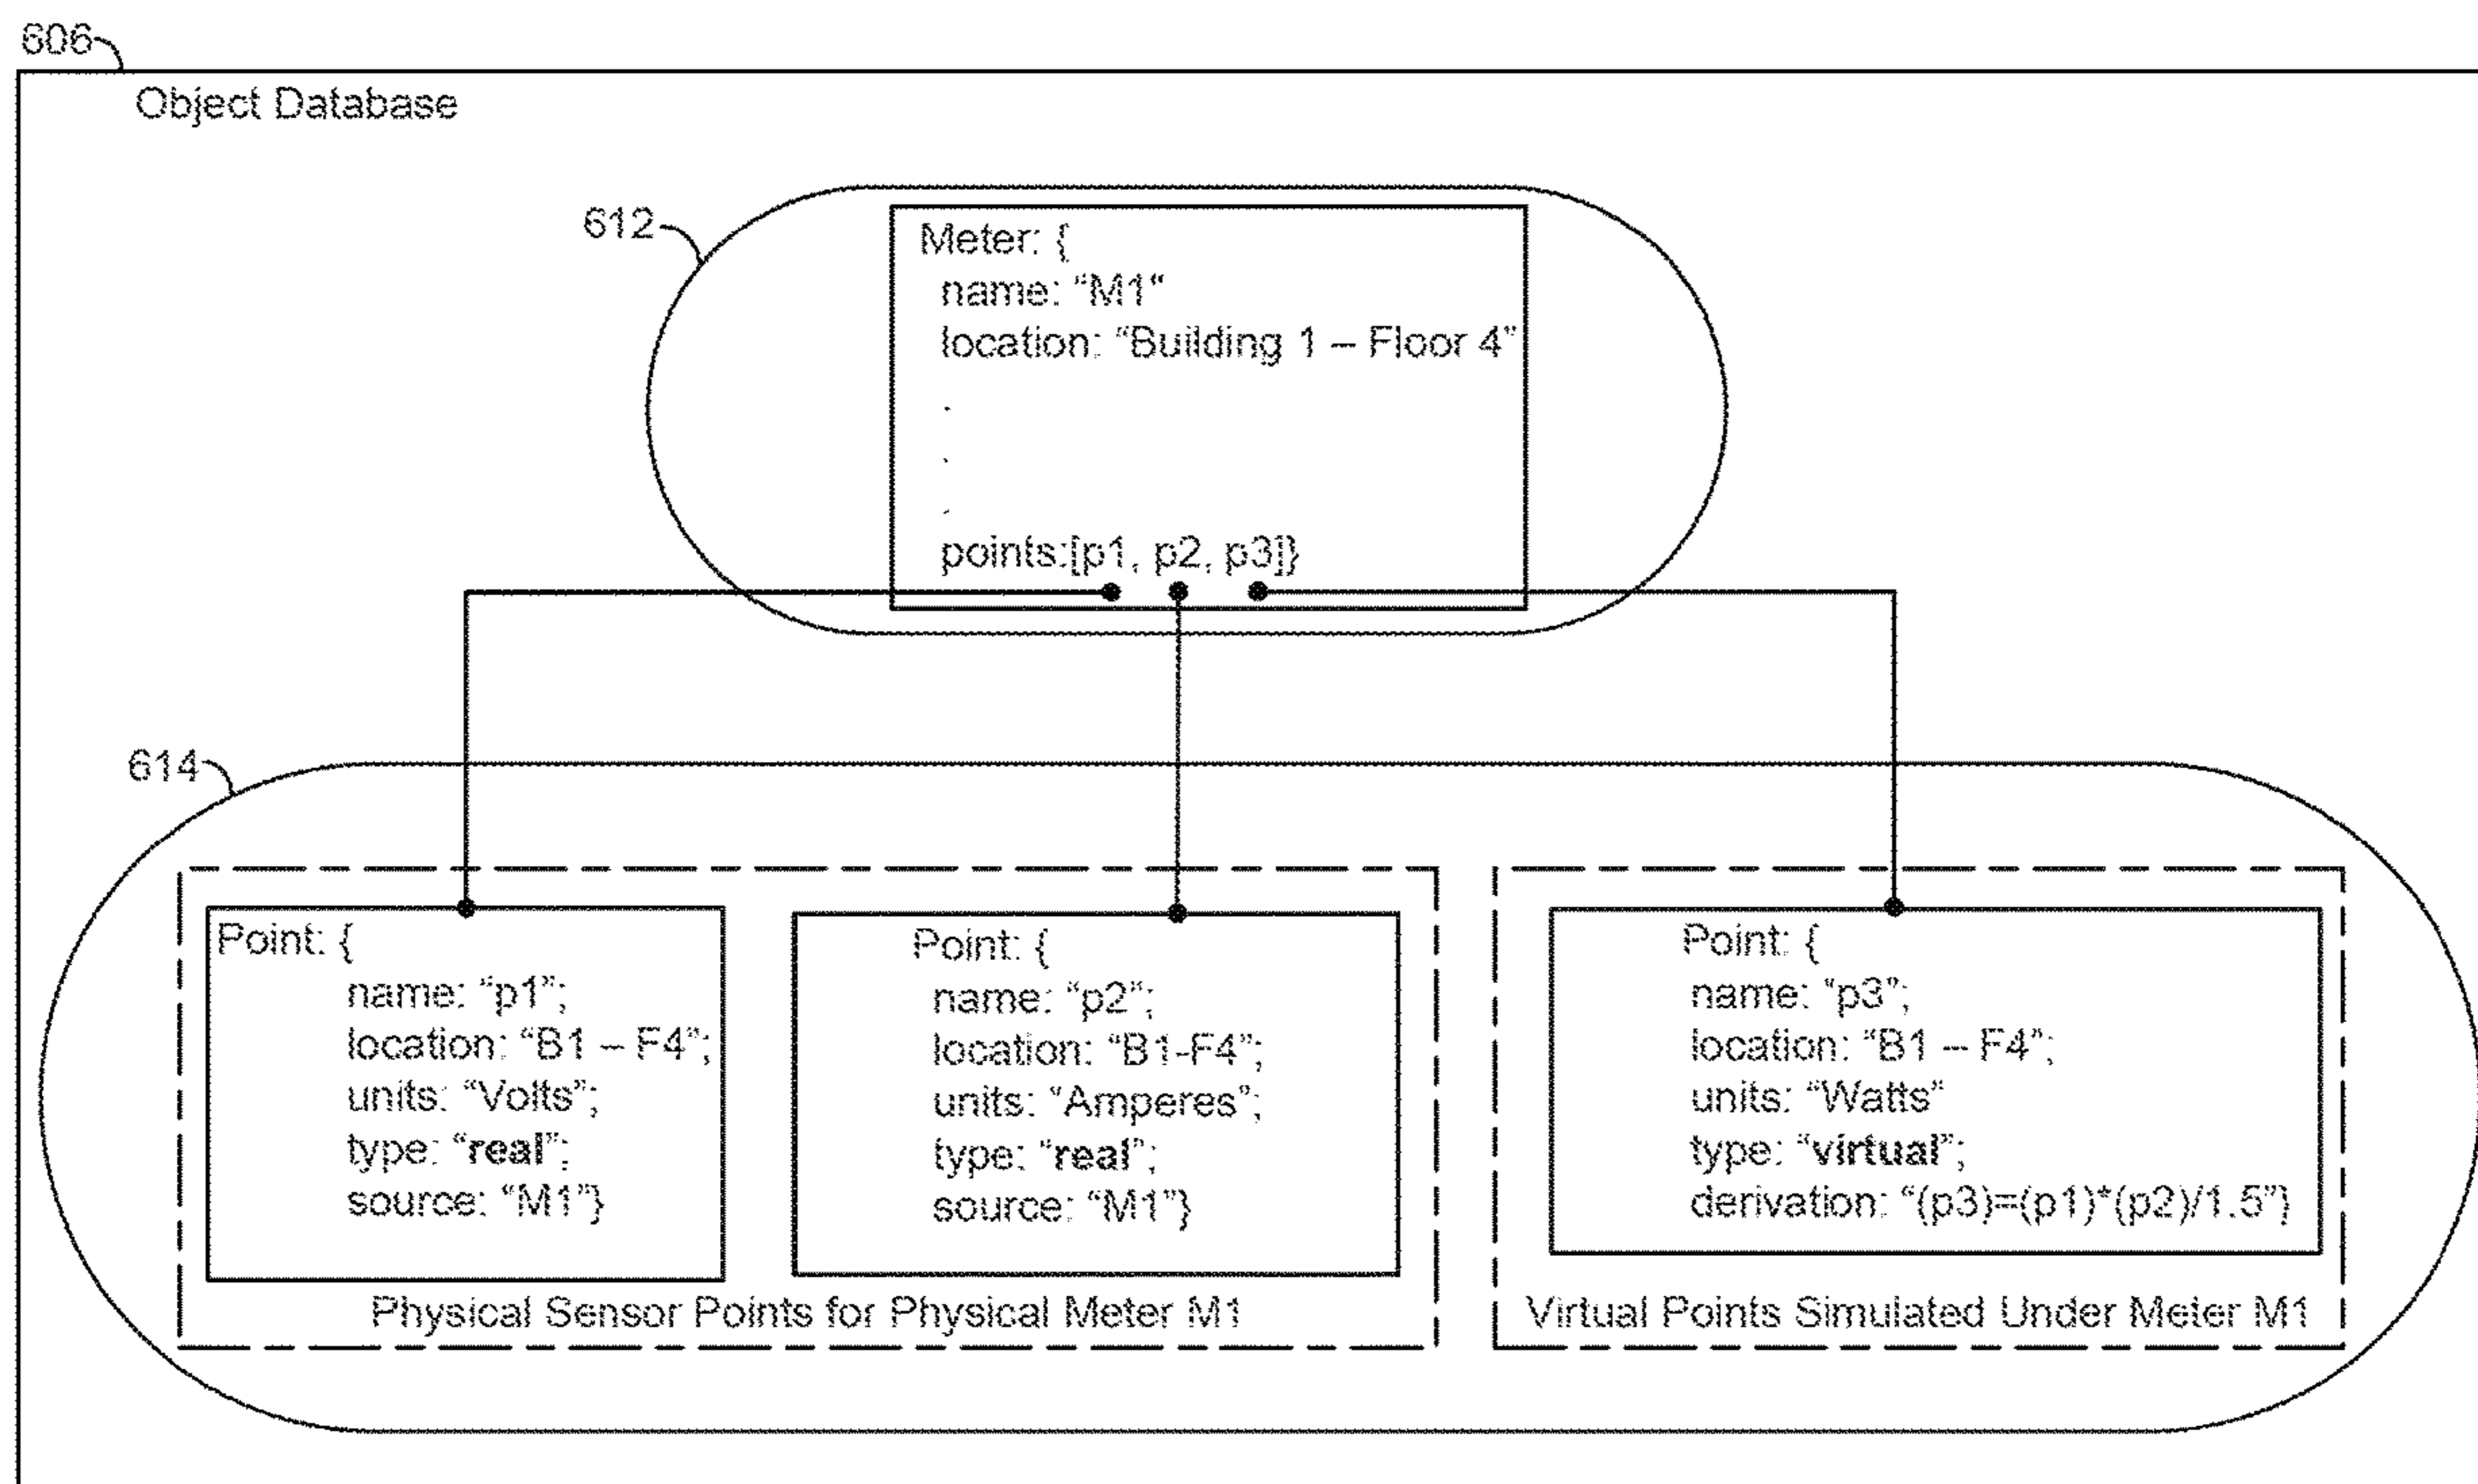 606
Object Database
612
Meter: {
name: “M1“
location: “Building 1 – Floor 4”
.
.
.
points:[p1, p2, p3]}
614
Point: {
name: “p1”;
location: “B1 – F4”;
units: “Volts”;
type: “real”;
source: “M1”}
Point: {
name: “p2”;
location: “B1-F4”;
units: “Amperes”;
type: “real”;
source: “M1”}
Physical Sensor Points for Physical Meter M1
Point: {
name: “p3”;
location: “B1 – F4”;
units: “Watts”
type: “virtual”;
derivation: “(p3)=(p1)*(p2)/1.5”}
Virtual Points Simulated Under Meter M1